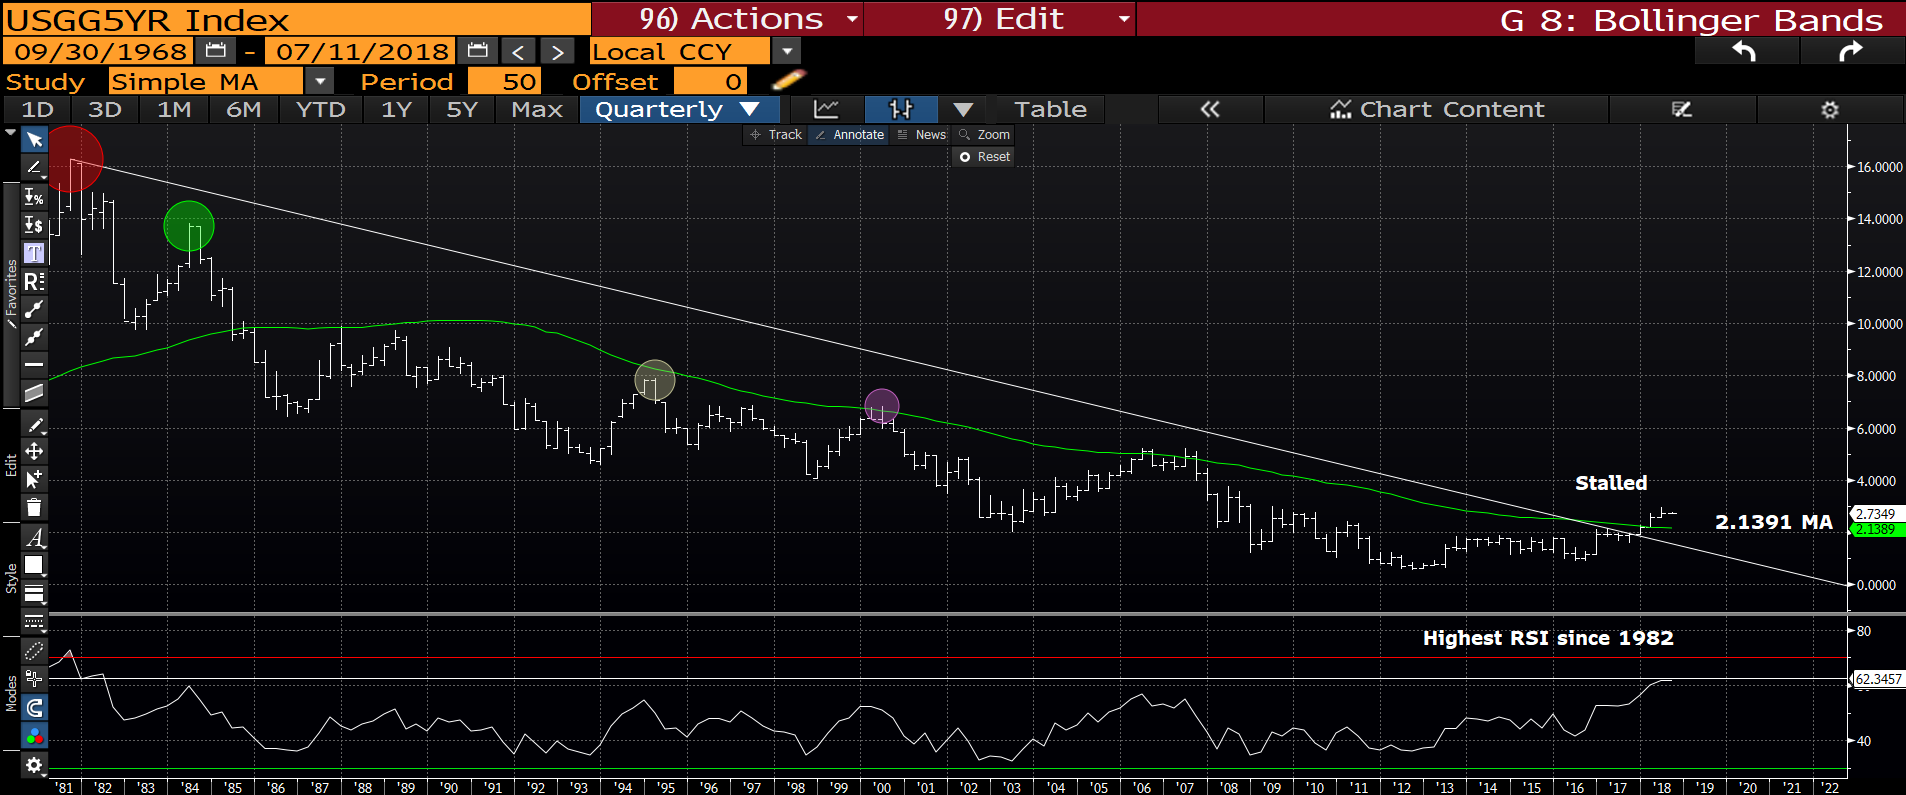 USGG5YR Index 96) Actions 97) Edit G 8: Bollinger Bands
09/30/1968 - 07/11/2018 < > Local CCY
Study Simple MA Period 50 Offset 0
1D 3D 1M 6M YTD 1Y 5Y Max Quarterly Table « Chart Content
Track Annotate News Zoom
Reset
%
$
T
R
A
Favorites
Edit
Style
Modes
16.0000
14.0000
12.0000
10.0000
8.0000
6.0000
4.0000
2.7349
2.1389
0.0000
Stalled
2.1391 MA
Highest RSI since 1982
80
62.3457
40
'81 '82 '83 '84 '85 '86 '87 '88 '89 '90 '91 '92 '93 '94 '95 '96 '97 '98 '99 '00 '01 '02 '03 '04 '05 '06 '07 '08 '09 '10 '11 '12 '13 '14 '15 '16 '17 '18 '19 '20 '21 '22